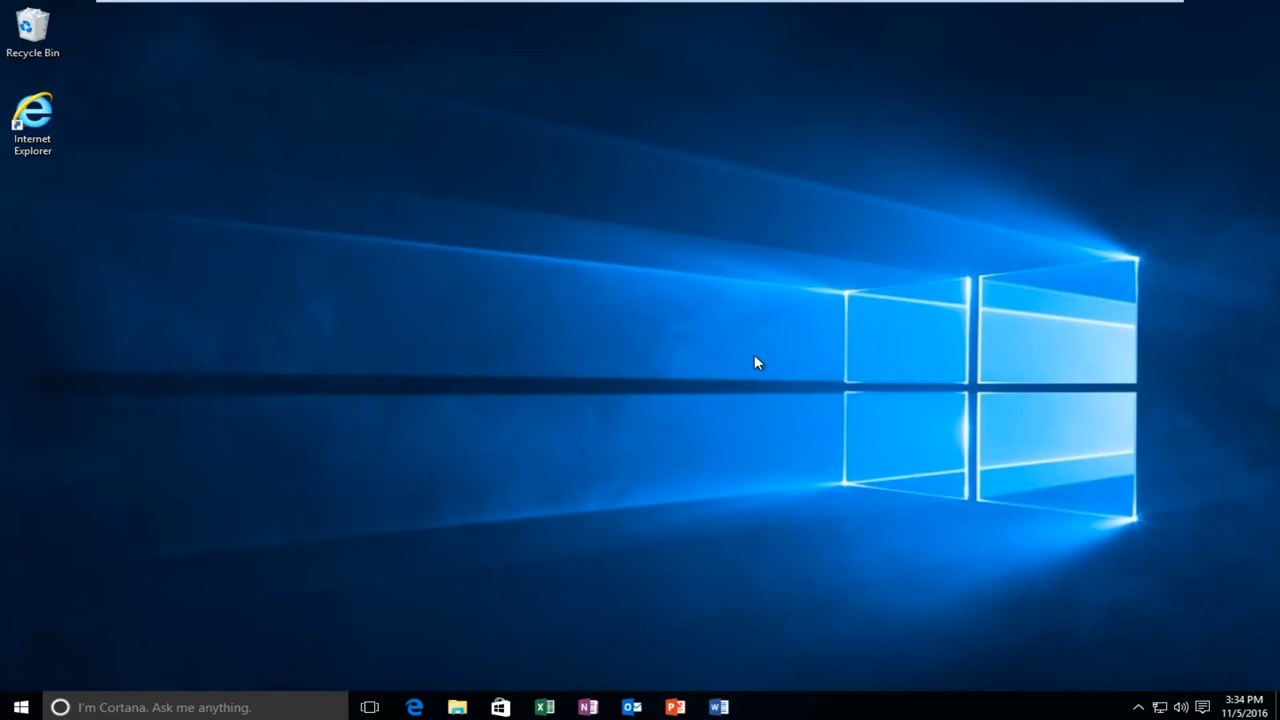 Recycle Bin
Internet
Explorer
I'm Cortana. Ask me anything.
3:34 PM
11/5/2016